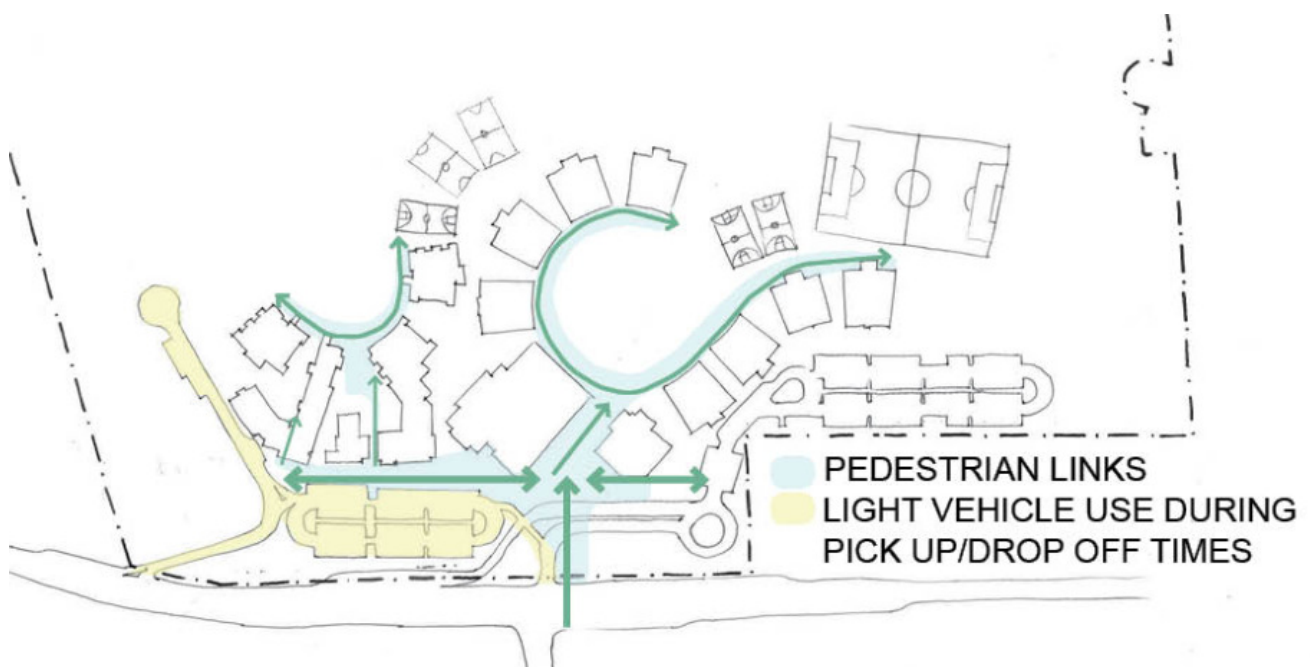 PEDESTRIAN LINKS
LIGHT VEHICLE USE DURING
PICK UP/DROP OFF TIMES